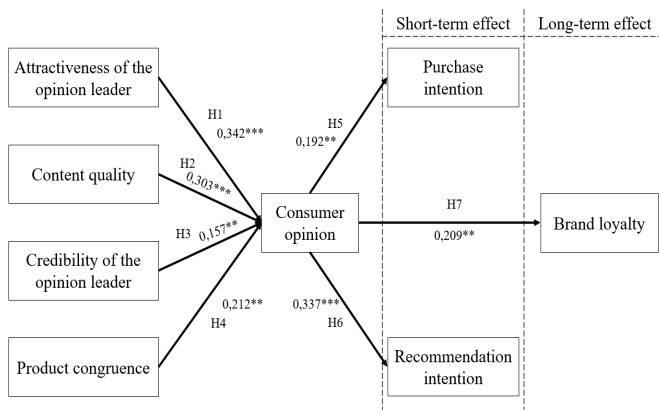 Short-term effect
Long-term effect
Attractiveness of the
opinion leader
Purchase
intention
H1
0,342***
H5
0,192**
Content quality
H2
0,303***
Consumer
opinion
H7
0,209**
Brand loyalty
H3
0,157**
Credibility of the
opinion leader
0,212**
H4
0,337***
H6
Product congruence
Recommendation
intention